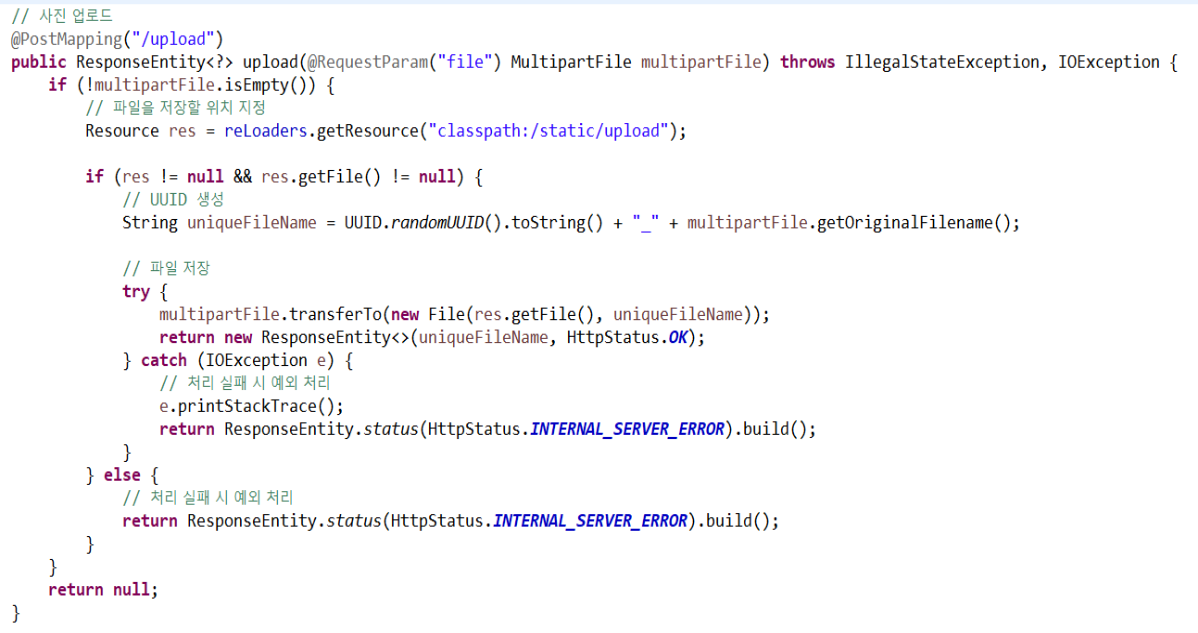 // 사진 업로드
@PostMapping("/upload")
public ResponseEntity<?> upload(@RequestParam("file") MultipartFile multipartFile) throws IllegalStateException, IOException {
if (!multipartFile.isEmpty()) {
// 파일을 저장할 위치 지정
Resource res = reLoaders.getResource("classpath:/static/upload");
if (res != null && res.getFile() != null) {
// UUID 생성
String uniqueFileName = UUID.randomUUID().toString() + "_" + multipartFile.getOriginalFilename();
// 파일 저장
try {
multipartFile.transferTo(new File(res.getFile(), uniqueFileName));
return new ResponseEntity<>(uniqueFileName, HttpStatus.OK);
} catch (IOException e) {
// 처리 실패 시 예외 처리
e.printStackTrace();
return ResponseEntity.status(HttpStatus.INTERNAL_SERVER_ERROR).build();
}
} else {
// 처리 실패 시 예외 처리
return ResponseEntity.status(HttpStatus.INTERNAL_SERVER_ERROR).build();
}
}
return null;
}